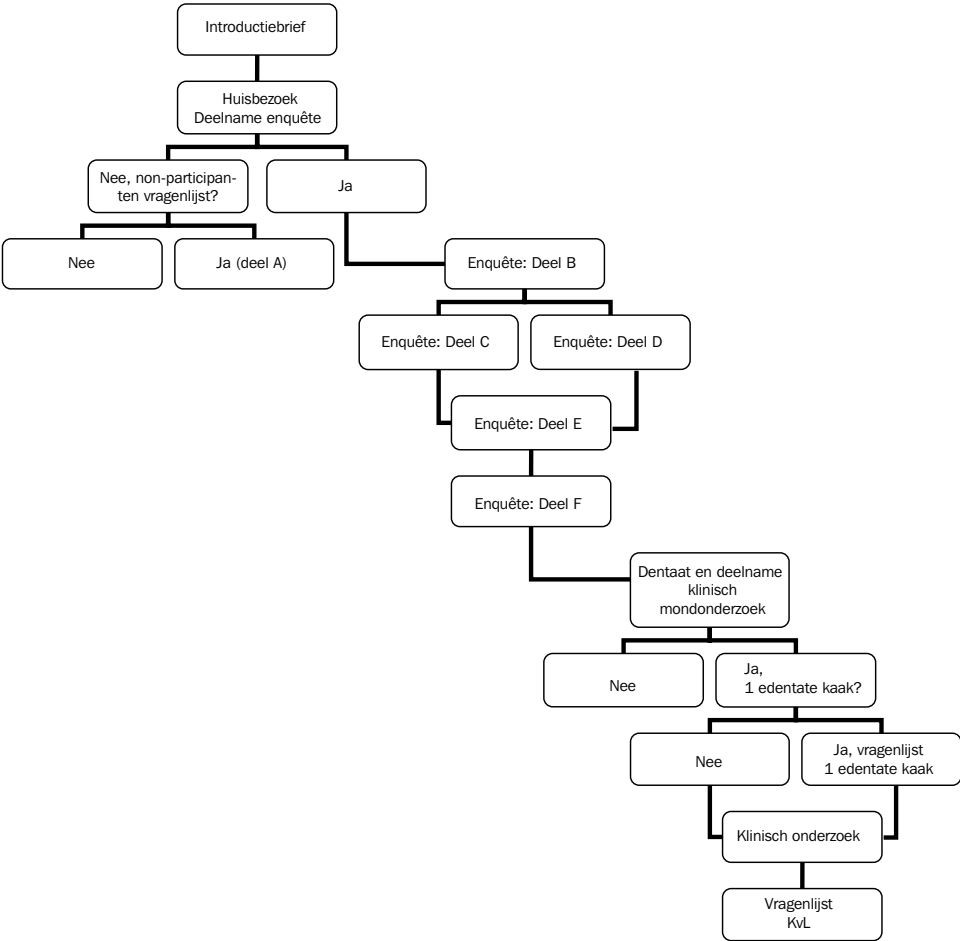 Introductiebrief
Huisbezoek
Deelname enquête
Nee, non-participan-
ten vragenlijst?
Ja
Nee
Ja (deel A)
Enquête: Deel B
Enquête: Deel C
Enquête: Deel D
Enquête: Deel E
Enquête: Deel F
Dentaat en deelname
klinisch
mondonderzoek
Nee
Ja,
1 edentate kaak?
Nee
Ja, vragenlijst
1 edentate kaak
Klinisch onderzoek
Vragenlijst
KvL